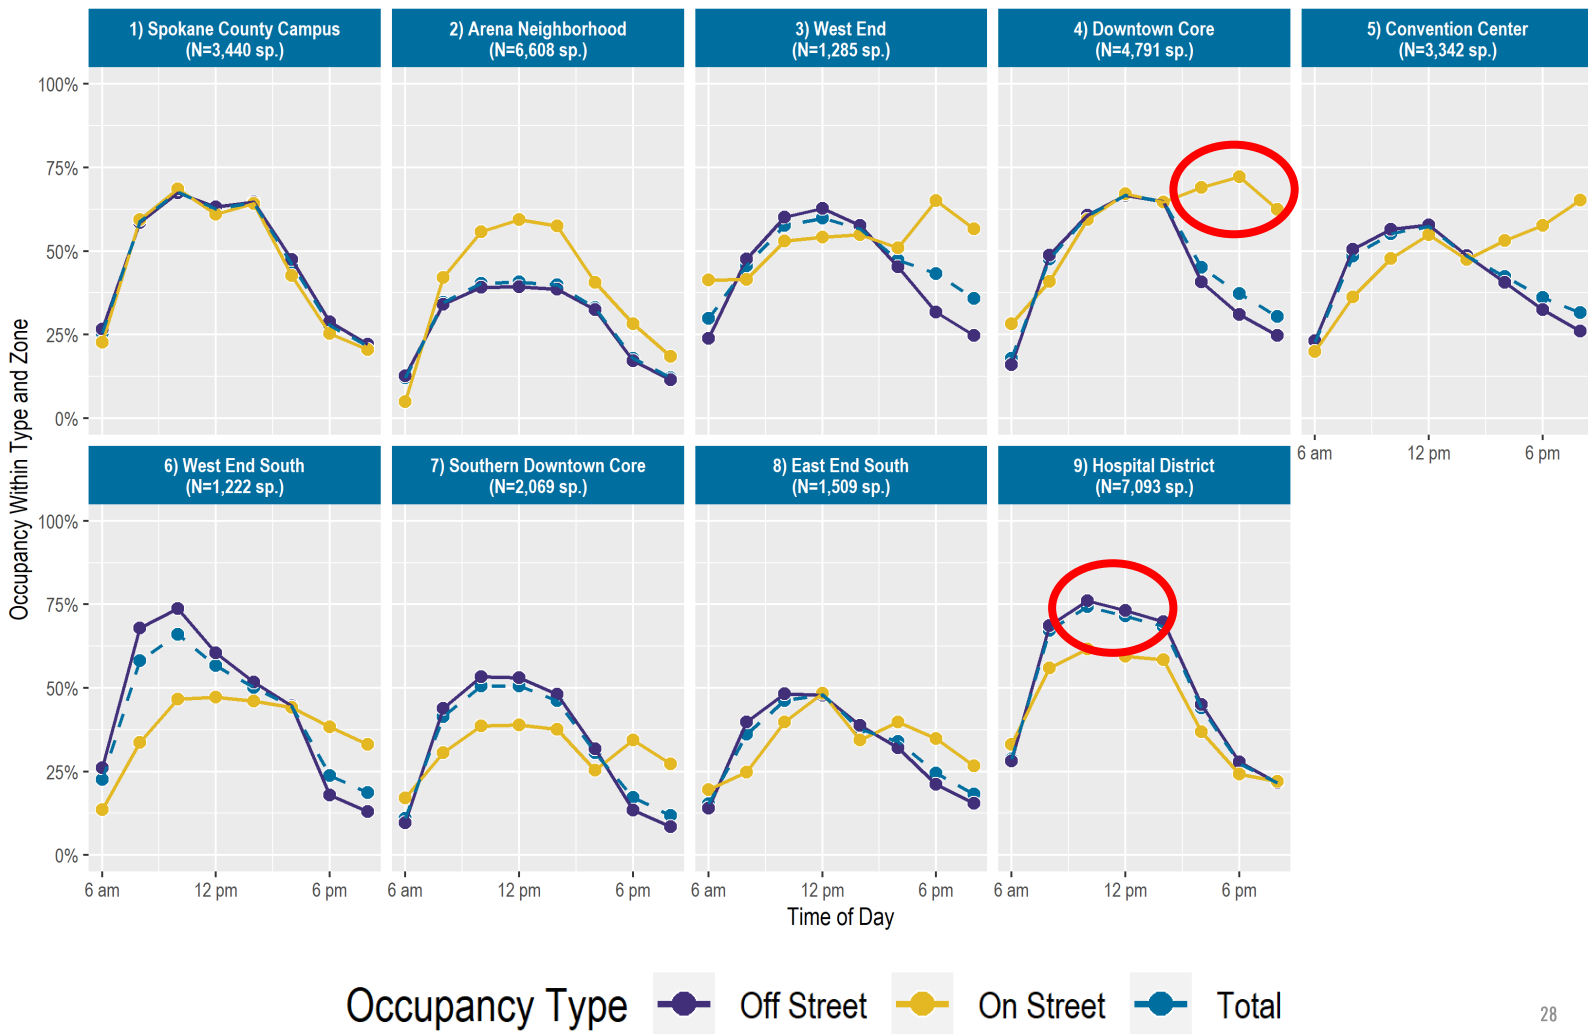 1) Spokane County Campus
(N=3,440 sp.)
2) Arena Neighborhood
(N=6,608 sp.)
3) West End
(N=1,285 sp.)
4) Downtown Core
(N=4,791 sp.)
5) Convention Center
(N=3,342 sp.)
100%
75%
50%
25%
0%
6 am
12 pm
6 pm
Occupancy Within Type and Zone
6) West End South
(N=1,222 sp.)
7) Southern Downtown Core
(N=2,069 sp.)
8) East End South
(N=1,509 sp.)
9) Hospital District
(N=7,093 sp.)
100%
75%
50%
25%
0%
6 am
12 pm
6 pm
6 am
12 pm
6 pm
6 am
12 pm
6 pm
6 am
12 pm
6 pm
Time of Day
Occupancy Type
Off Street
On Street
Total
28